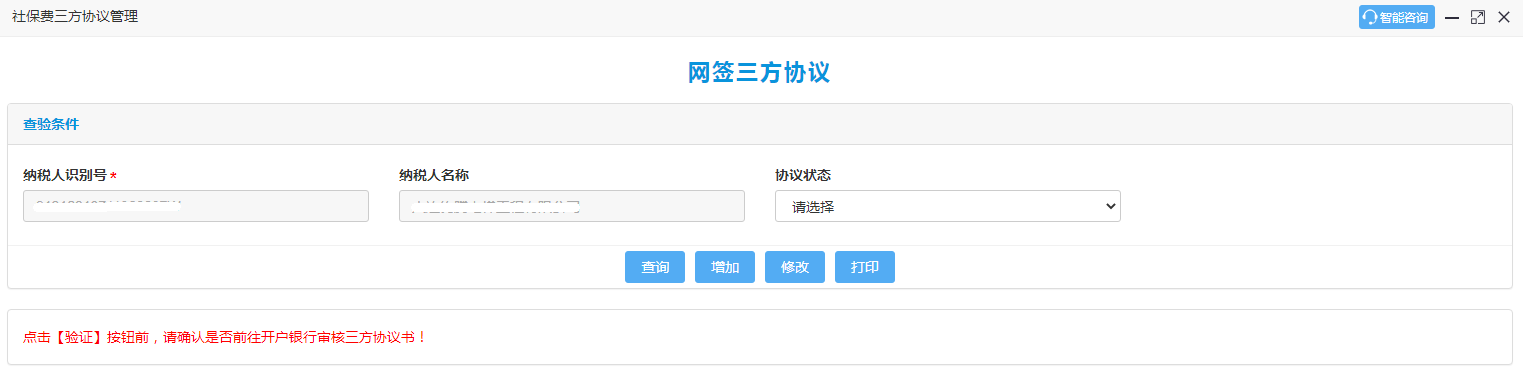 社保费三方协议管理
智能咨询
网签三方协议
查验条件
纳税人识别号*
纳税人名称
协议状态
请选择
查询 增加 修改 打印
点击【验证】按钮前，请确认是否前往开户银行审核三方协议书！